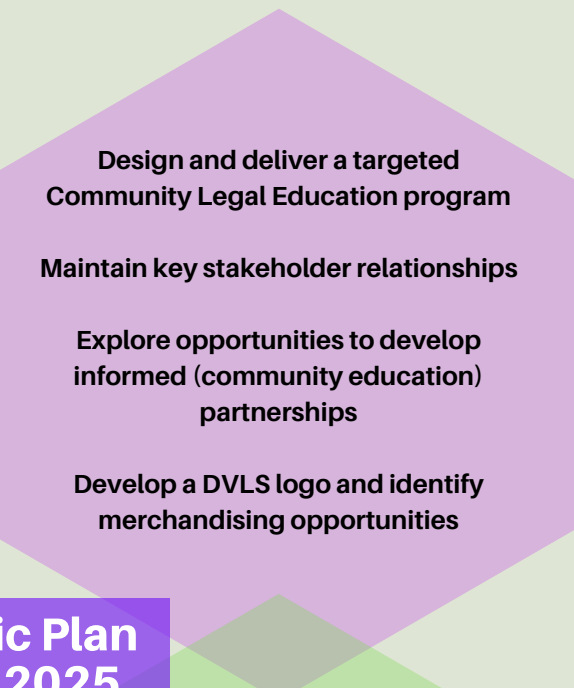 Design and deliver a targeted
Community Legal Education program
Maintain key stakeholder relationships
Explore opportunities to develop
informed (community education)
partnerships
Develop a DVLS logo and identify
merchandising opportunities
ic Plan
2025